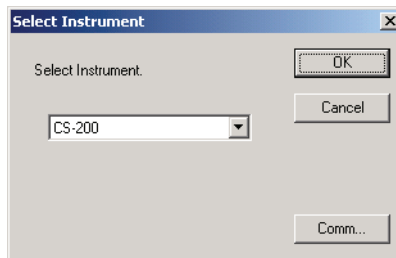 Select Instrument
OK
Select Instrument.
Cancel
CS-200
Comm...